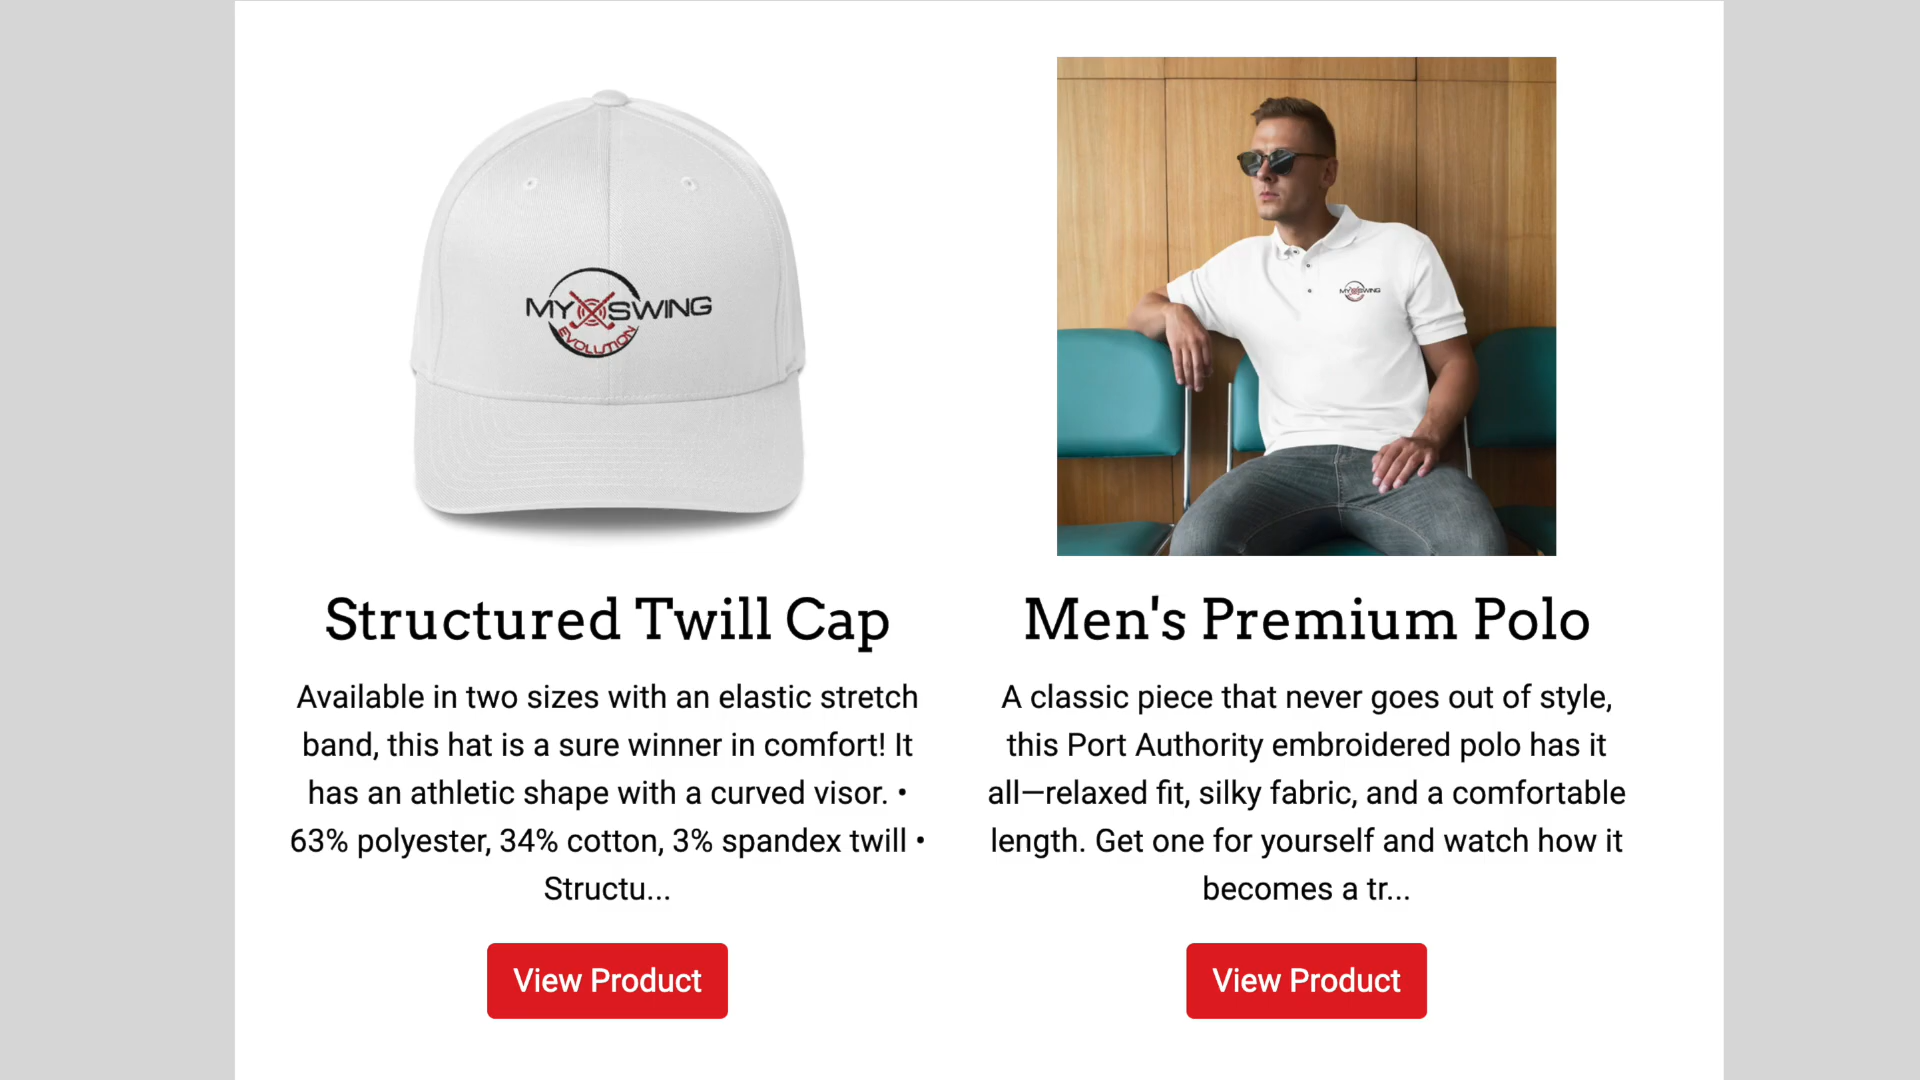 MY SWING
EVOLUTION
MY SWING
Structured Twill Cap
Available in two sizes with an elastic stretch
band, this hat is a sure winner in comfort! It
has an athletic shape with a curved visor. •
63% polyester, 34% cotton, 3% spandex twill •
Structu...
View Product
Men's Premium Polo
A classic piece that never goes out of style,
this Port Authority embroidered polo has it
all—relaxed fit, silky fabric, and a comfortable
length. Get one for yourself and watch how it
becomes a tr...
View Product